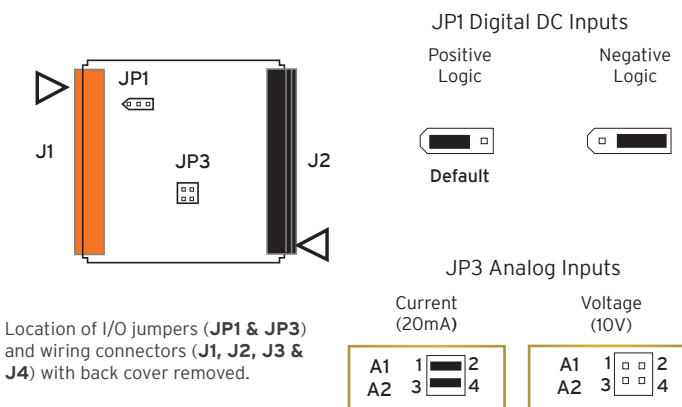 JP1 Digital DC Inputs
Positive Logic
Negative Logic
Default
JP1
J1
JP3
J2
JP3 Analog Inputs
Current (20mA)
Voltage (10V)
A1 1 2
A2 3 4
A1 1 2
A2 3 4
Location of I/O jumpers (JP1 & JP3)
and wiring connectors (J1, J2, J3 &
J4) with back cover removed.